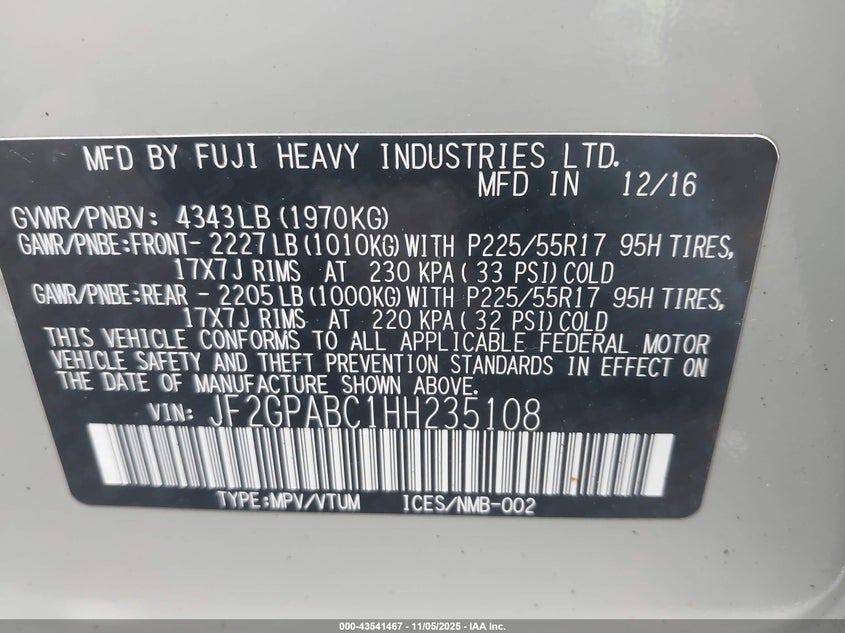 MFD BY FUJI HEAVY INDUSTRIES LTD.
MFD IN 12/16
GVWR/PNBV: 4343LB (1970KG)
GAWR/PNBE:FRONT- 2227LB (1010KG) WITH P225/55R17 95H TIRES,
17X7J RIMS AT 230 KPA ( 33 PSI) COLD
GAWR/PNBE:REAR - 2205LB (1000KG) WITH P225/55R17 95H TIRES,
17X7J RIMS AT 220 KPA ( 32 PSI) COLD
THIS VEHICLE CONFORMS TO ALL APPLICABLE FEDERAL MOTOR
VEHICLE SAFETY AND THEFT PREVENTION STANDARDS IN EFFECT ON
THE DATE OF MANUFACTURE SHOWN ABOVE.
VIN: JF2GPABC1HH235108
TYPE:MPV/VTUM ICES/NMB-002
000-43541467 - 11/05/2025 - IAA Inc.